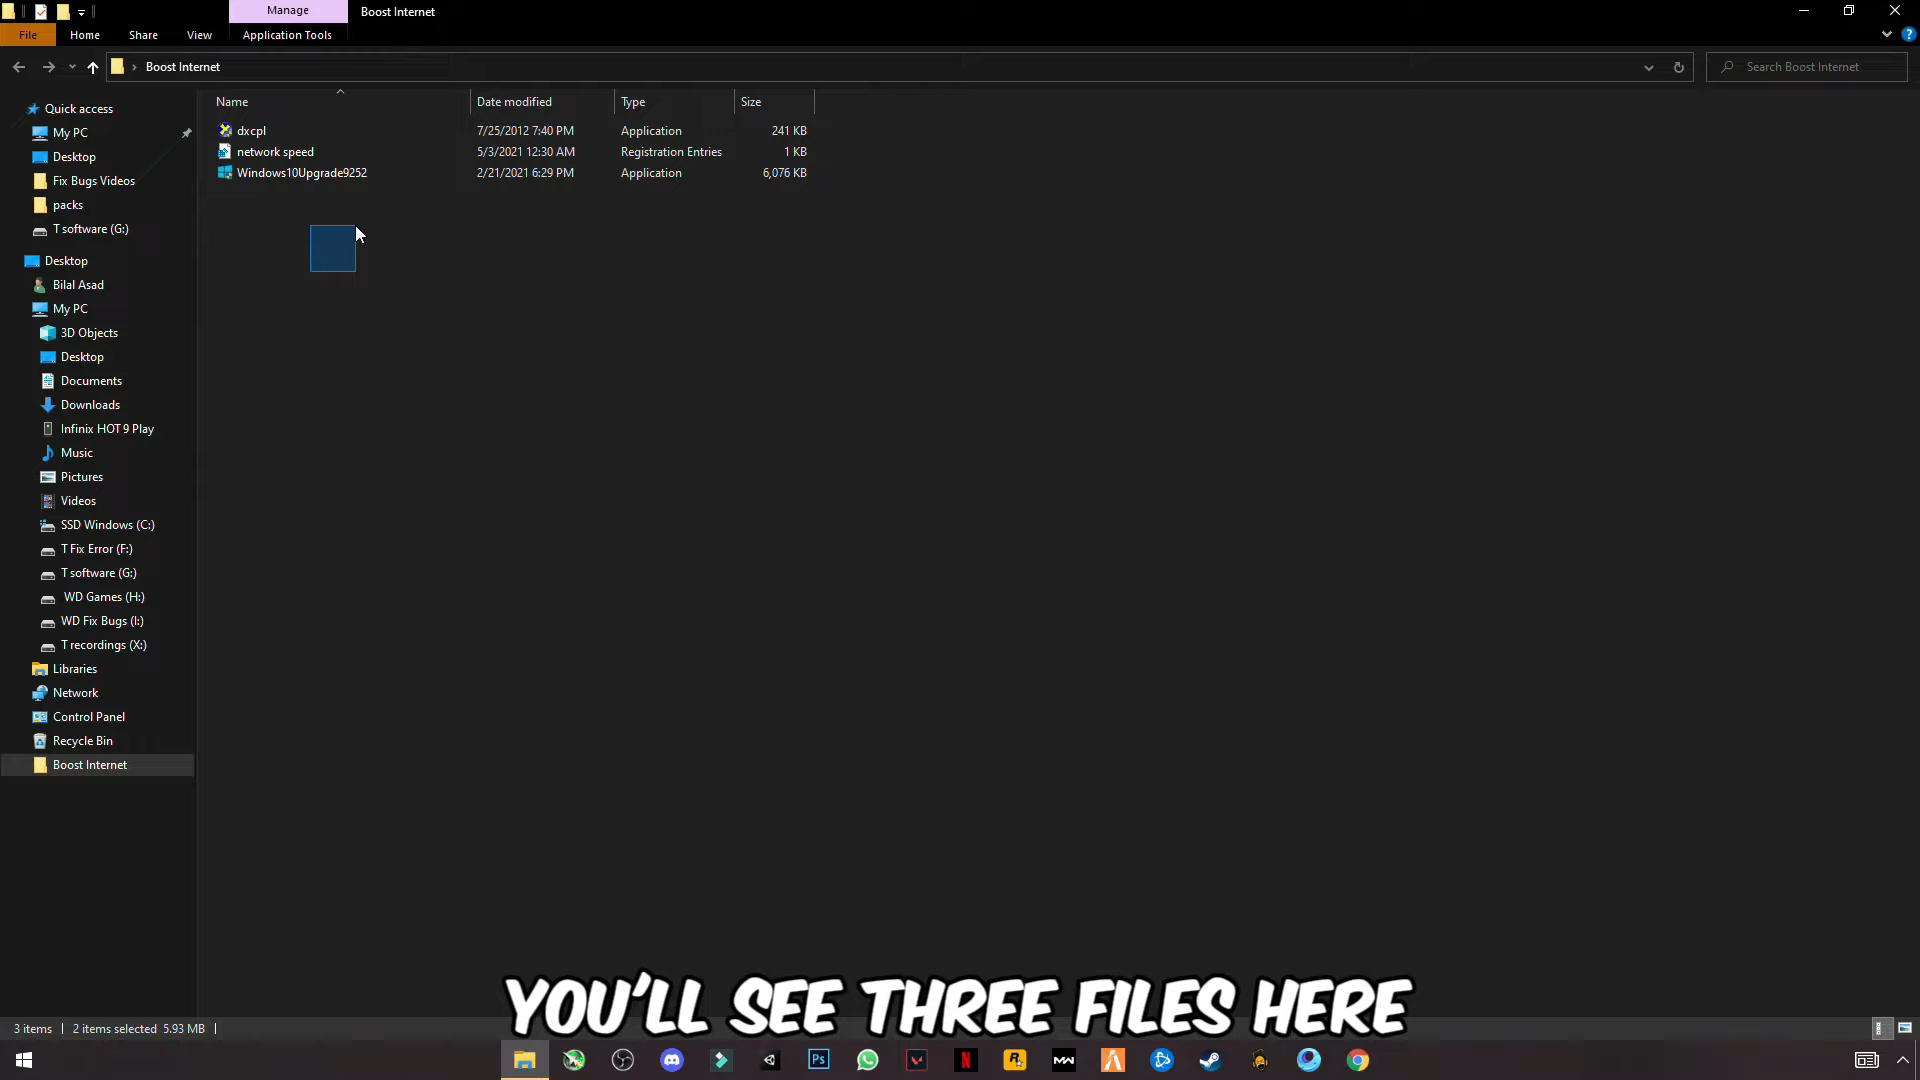 Manage
Boost Internet
File
Home
Share
View
Application Tools
Boost Internet
Search Boost Internet
Name
Date modified
Type
Size
dxcpl
7/25/2012 7:40 PM
Application
241 KB
network speed
5/3/2021 12:30 AM
Registration Entries
1 KB
Windows10Upgrade9252
2/21/2021 6:29 PM
Application
6,076 KB
Quick access
My PC
Desktop
Fix Bugs Videos
packs
T software (G:)
Desktop
Bilal Asad
My PC
3D Objects
Desktop
Documents
Downloads
Infinix HOT 9 Play
Music
Pictures
Videos
SSD Windows (C:)
T Fix Error (F:)
T software (G:)
WD Games (H:)
WD Fix Bugs (I:)
T recordings (X:)
Libraries
Network
Control Panel
Recycle Bin
Boost Internet
YOU'LL SEE THREE FILES HERE
3 items
2 items selected 5.93 MB
Ps
N
R
MW